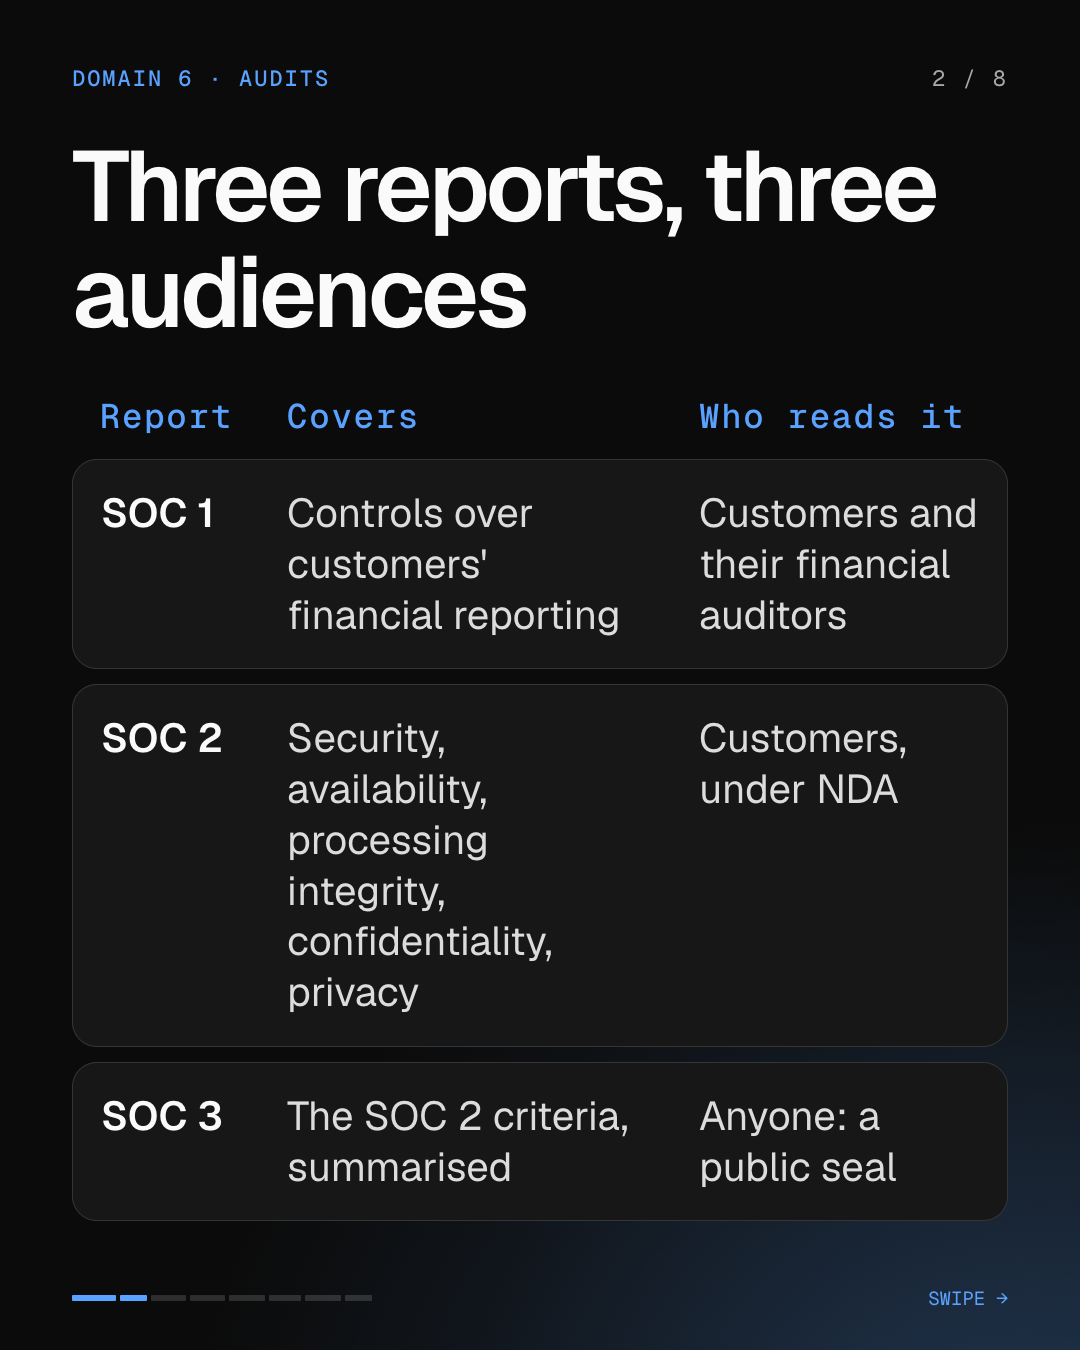 DOMAIN 6 · AUDITS
2 / 8
Three reports, three
audiences
Report Covers Who reads it
SOC 1 Controls over Customers and
customers' their financial
financial reporting auditors
SOC 2 Security, Customers,
availability, under NDA
processing
integrity,
confidentiality,
privacy
SOC 3 The SOC 2 criteria, Anyone: a
summarised public seal
SWIPE →